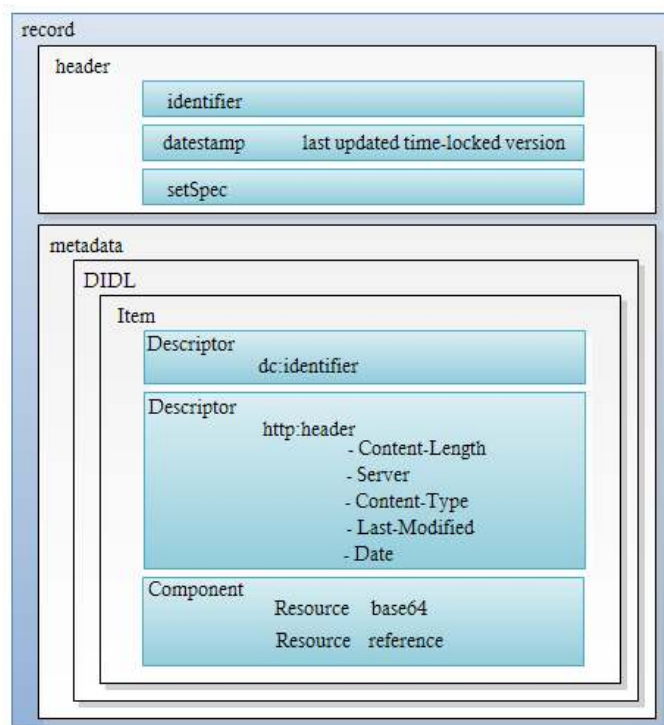 record
header
identifier
datestamp last updated time-locked version
setSpec
metadata
DIDL
Item
Descriptor
dc:identifier
Descriptor
http:header
- Content-Length
- Server
- Content-Type
- Last-Modified
- Date
Component
Resource base64
Resource reference